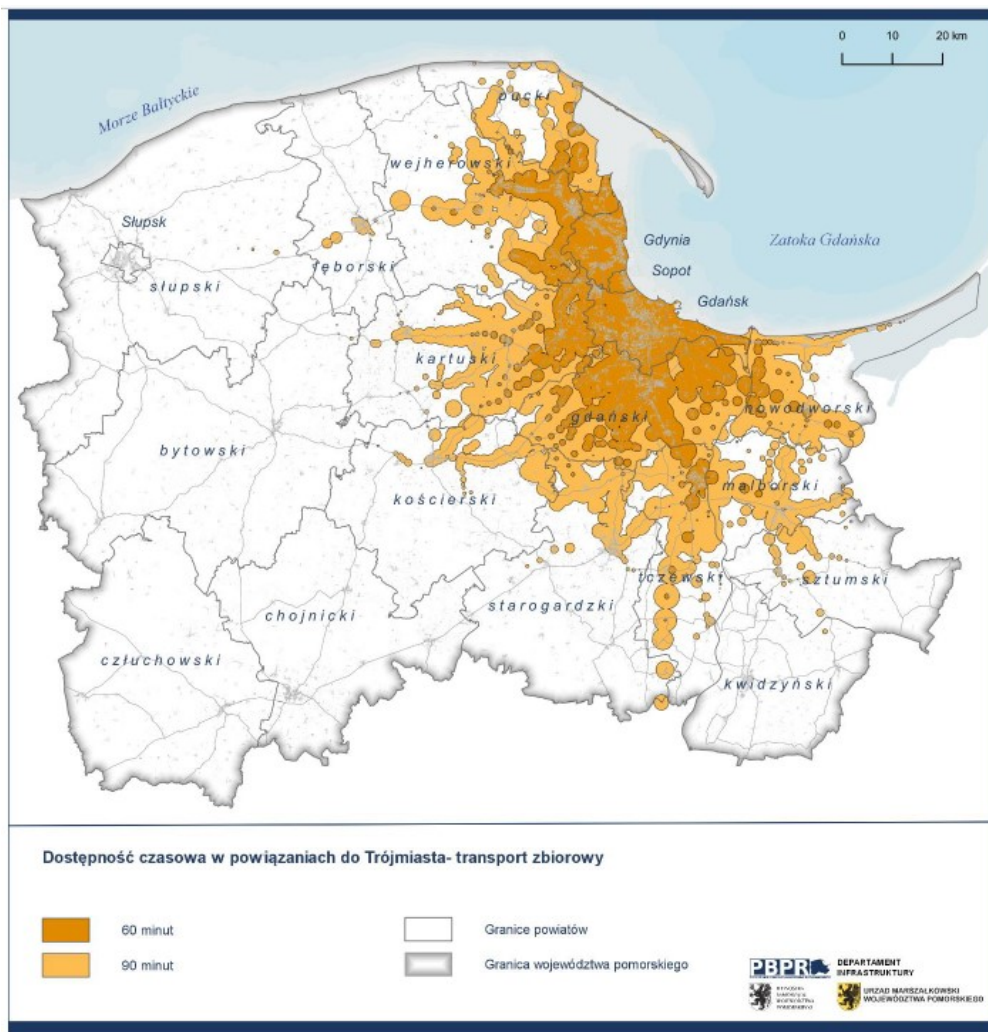 0 10 20 km
Morze Bałtyckie
pucki
wejherowski
Słupsk
Gdynia
Zatoka Gdańska
łęborski
Sopot
słupski
Gdańsk
kartuski
nowodworski
gdański
bytowski
malborski
kościerski
tczewski
sztumski
starogardzki
chojnicki
człuchowski
kwidzyński
Dostępność czasowa w powiązaniach do Trójmiasta- transport zbiorowy
60 minut
Granice powiatów
90 minut
Granica województwa pomorskiego
PBPR
DEPARTAMENT
INFRASTRUKTURY
URZĄD MARSZAŁKOWSKI
WOJEWÓDZTWA POMORSKIEGO